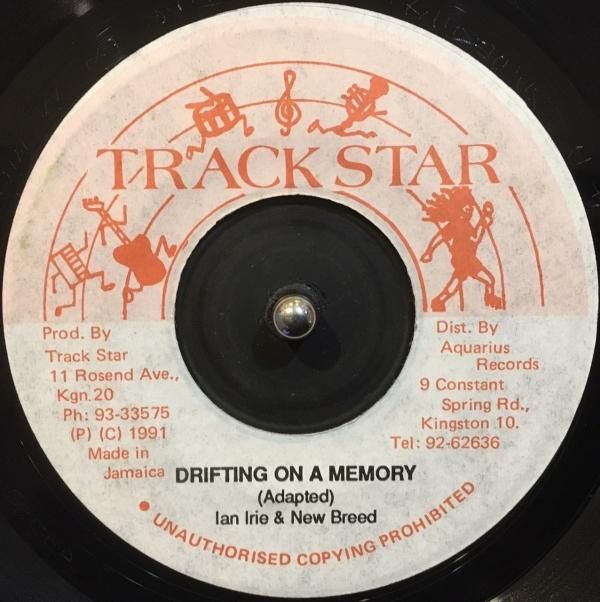 TRACK STAR
Prod. By
Track Star
11 Rosend Ave.,
Kgn. 20
Ph: 93-33575
(P) (C) 1991
Made in
Jamaica
Dist. By
Aquarius
Records
9 Constant
Spring Rd.,
Kingston 10.
Tel: 92-62636
DRIFTING ON A MEMORY
(Adapted)
Ian Irie & New Breed
• UNAUTHORISED COPYING PROHIBITED